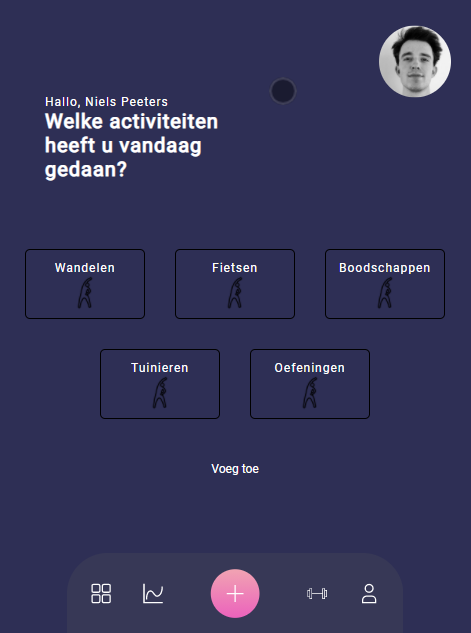 Hallo, Niels Peeters
Welke activiteiten
heeft u vandaag
gedaan?
Wandelen
Fietsen
Boodschappen
Tuinieren
Oefeningen
Voeg toe